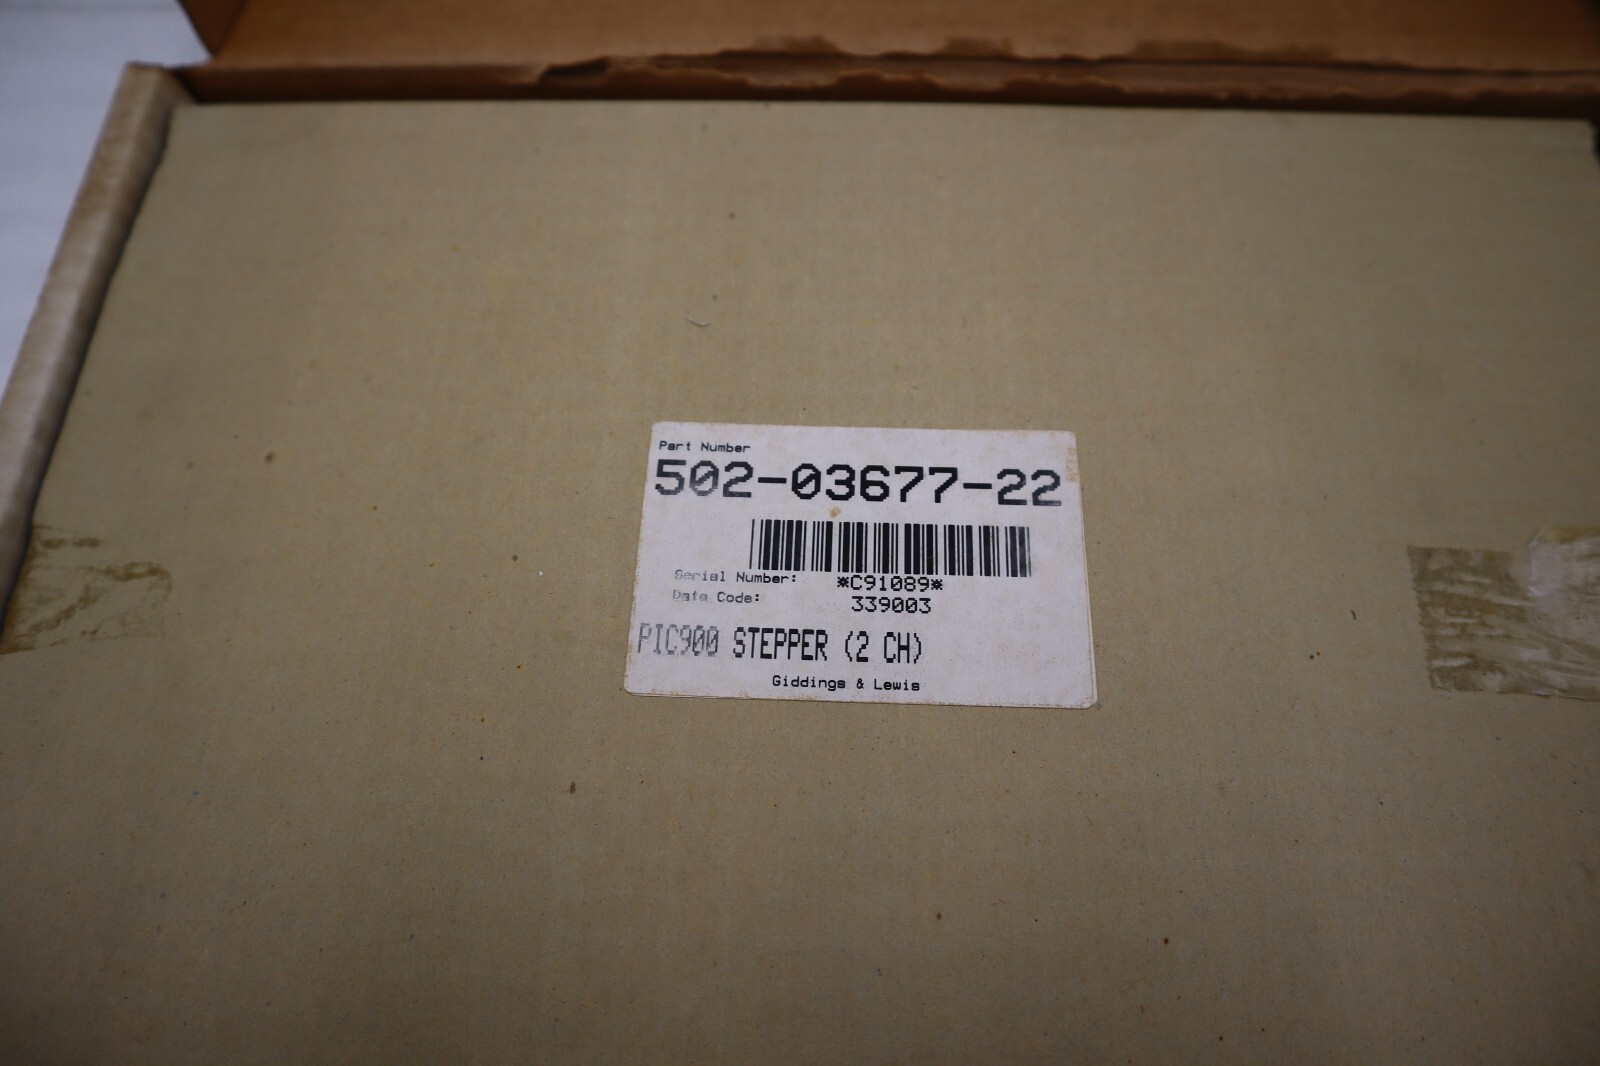 Part Number
502-03677-22
Serial Number: *C91089*
Date Code: 339003
PIC900 STEPPER (2 CH)
Giddings & Lewis